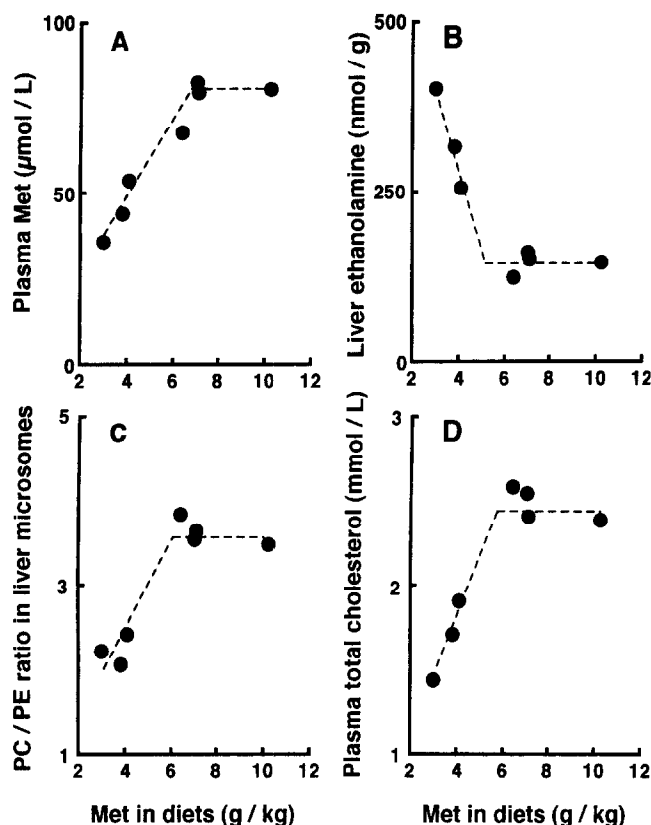 A
Plasma Met (µmol / L)
100
50
0
2 4 6 8 10 12
B
Liver ethanolamine (nmol / g)
500
250
0
2 4 6 8 10 12
C
PC / PE ratio in liver microsomes
5
3
1
2 4 6 8 10 12
Met in diets (g / kg)
D
Plasma total cholesterol (mmol / L)
3
2
1
2 4 6 8 10 12
Met in diets (g / kg)